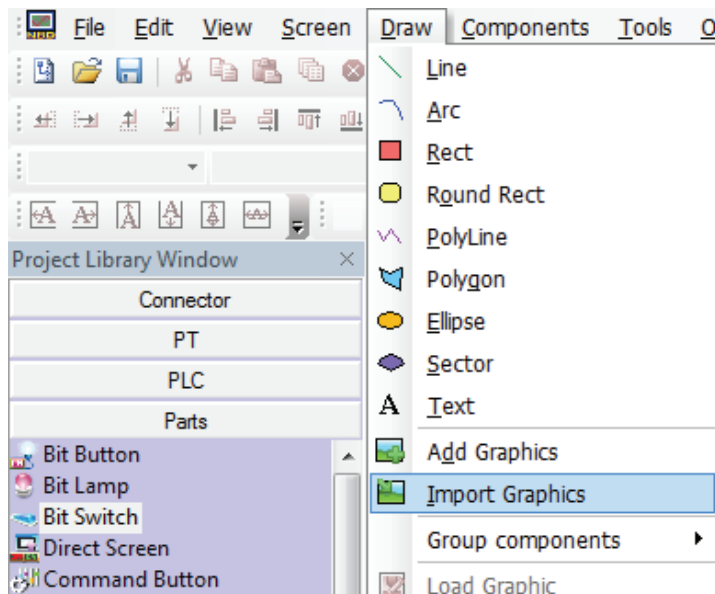 File Edit View Screen Draw Components Tools O
Line
Arc
Rect
Round Rect
PolyLine
Polygon
Ellipse
Sector
A Text
Add Graphics
Import Graphics
Group components
Load Graphic
Project Library Window
Connector
PT
PLC
Parts
Bit Button
Bit Lamp
Bit Switch
Direct Screen
Command Button